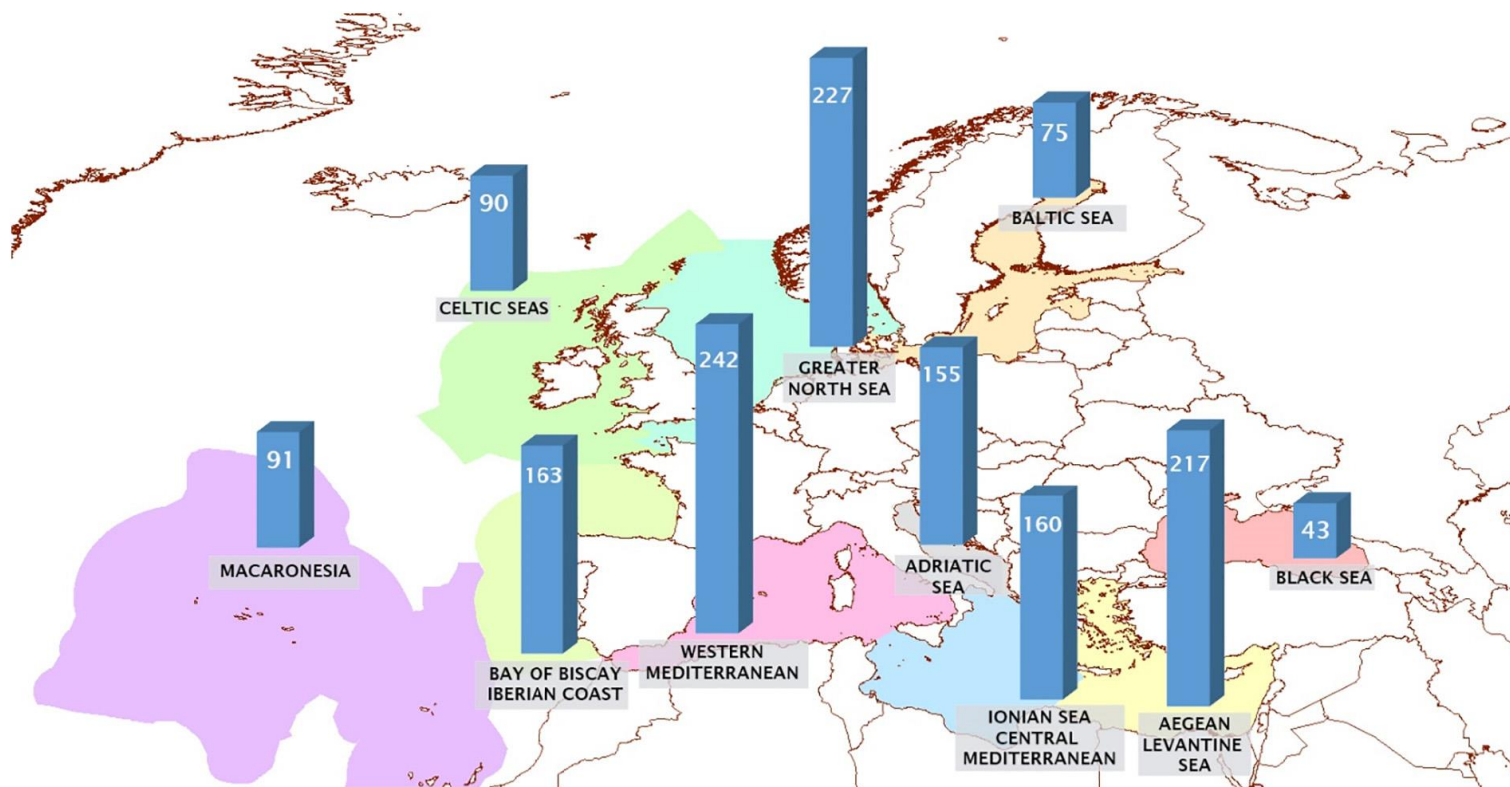 227
75
BALTIC SEA
90
CELTIC SEAS
GREATER
NORTH SEA
242
WESTERN
MEDITERRANEAN
155
ADRIATIC
SEA
91
MACARONESIA
163
BAY OF BISCAY
IBERIAN COAST
160
IONIAN SEA
CENTRAL
MEDITERRANEAN
217
AEGEAN
LEVANTINE
SEA
43
BLACK SEA